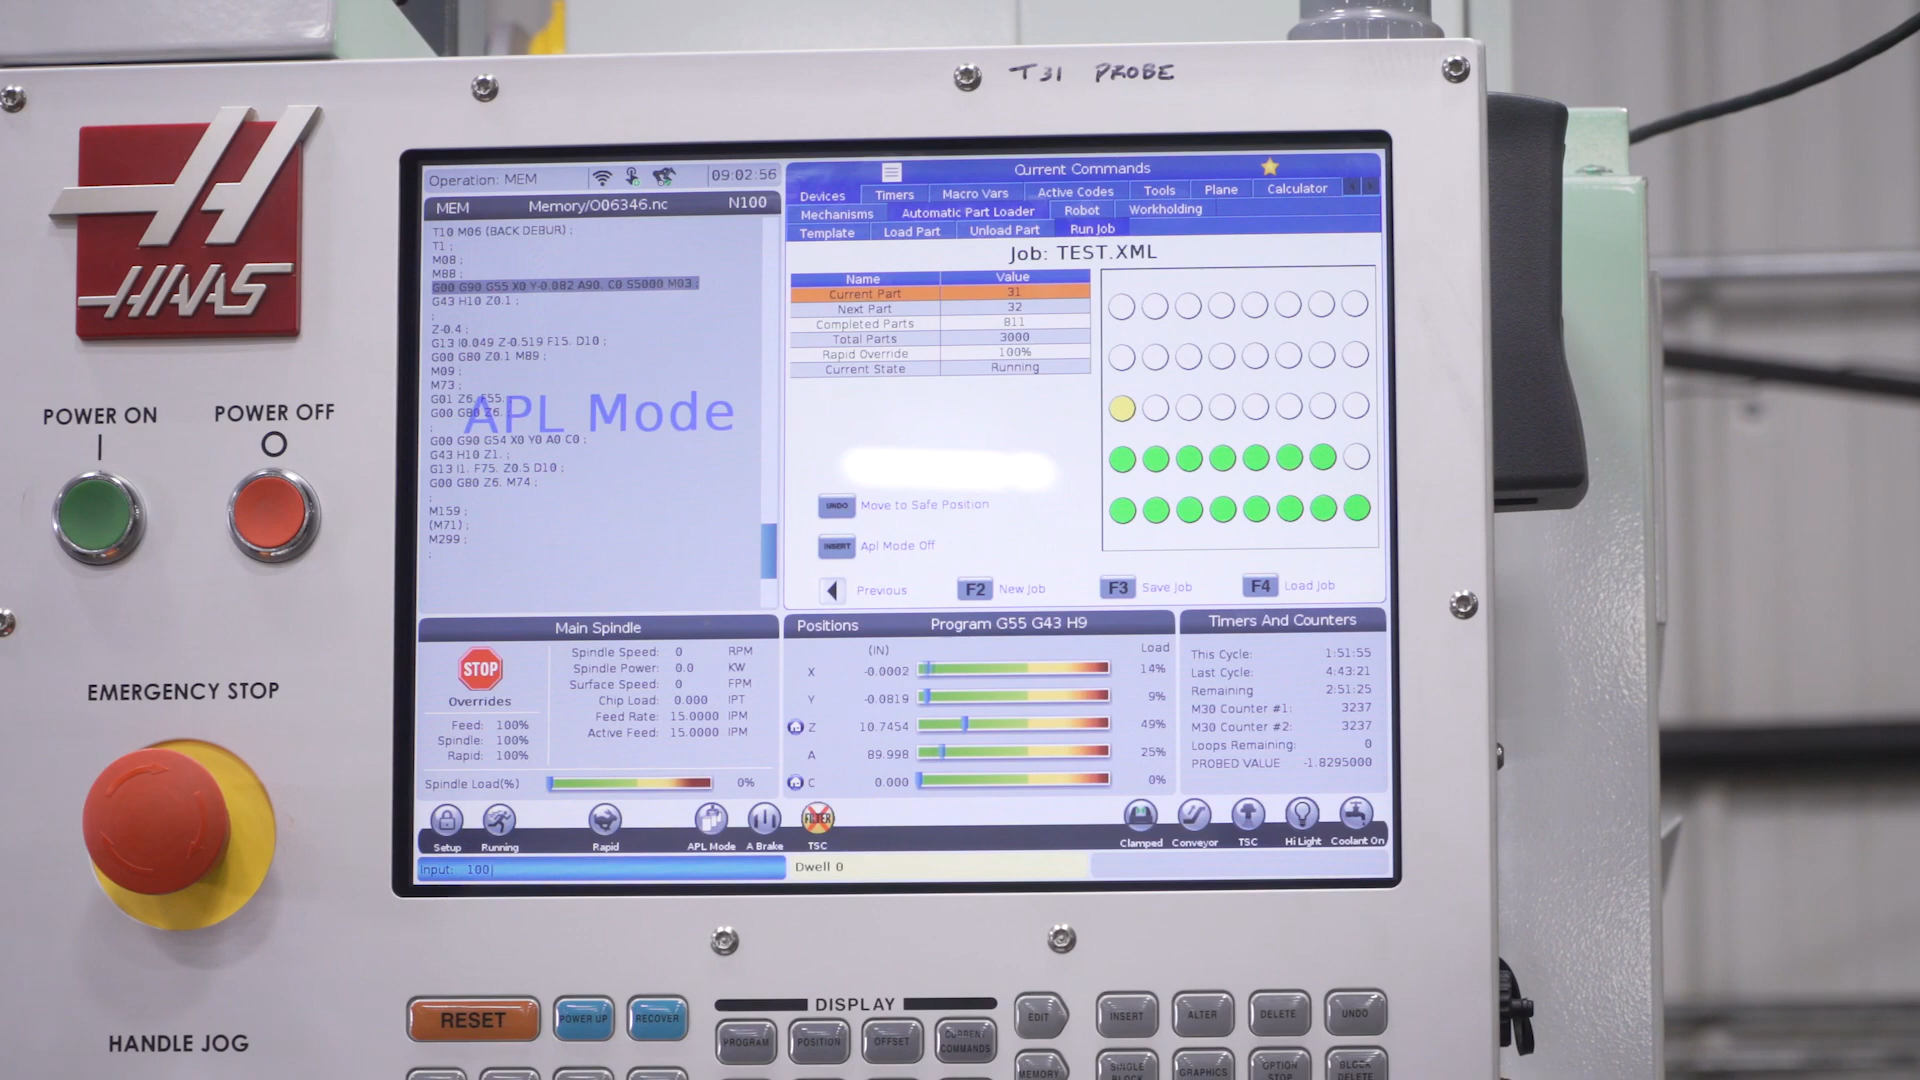 T31 PROBE
HAAS
POWER ON
POWER OFF
EMERGENCY STOP
HANDLE JOG
Operation: MEM
09:02:56
MEM
Memory/O06346.nc
N100
T10 M06 (BACK DEBUR) ;
T1 ;
M08 ;
M88 ;
G00 G90 G55 X0 Y-0.082 A90. C0 S5000 M03 ;
G43 H10 Z0.1 ;
;
Z-0.4 ;
G13 I0.049 Z-0.519 F15. D10 ;
G00 G80 Z0.1 M89 ;
M09 ;
M73 ;
G01 Z6. F55.
G00 G80 Z6. ;
;
G00 G90 G54 X0 Y0 A0 C0 ;
G43 H10 Z1. ;
G13 I1. F75. Z0.5 D10 ;
G00 G80 Z6. M74 ;
;
M159 ;
(M71) ;
M299 ;
;
APL Mode
Current Commands
Devices Timers Macro Vars Active Codes Tools Plane Calculator
Mechanisms Automatic Part Loader Robot Workholding
Template Load Part Unload Part Run Job
Job: TEST.XML
Name Value
Current Part 31
Next Part 32
Completed Parts 811
Total Parts 3000
Rapid Override 100%
Current State Running
UNDO Move to Safe Position
INSERT Apl Mode Off
Previous
F2 New Job
F3 Save Job
F4 Load Job
Main Spindle
STOP
Overrides
Feed: 100%
Spindle: 100%
Rapid: 100%
Spindle Speed: 0 RPM
Spindle Power: 0.0 KW
Surface Speed: 0 FPM
Chip Load: 0.000 IPT
Feed Rate: 15.0000 IPM
Active Feed: 15.0000 IPM
Spindle Load(%) 0%
Positions
Program G55 G43 H9
(IN)
Load
X -0.0002 14%
Y -0.0819 9%
Z 10.7454 49%
A 89.998 25%
C 0.000 0%
Timers And Counters
This Cycle: 1:51:55
Last Cycle: 4:43:21
Remaining 2:51:25
M30 Counter #1: 3237
M30 Counter #2: 3237
Loops Remaining: 0
PROBED VALUE -1.8295000
FILTER
Setup Running Rapid APL Mode A Brake TSC Clamped Conveyor TSC Hi Light Coolant On
Input: 100
Dwell 0
RESET
POWER UP
RECOVER
DISPLAY
PROGRAM
POSITION
OFFSET
CURRENT COMMANDS
EDIT
INSERT
ALTER
DELETE
UNDO
MEMORY
SINGLE BLOCK
GRAPHICS
OPTION STOP
BLOCK DELETE